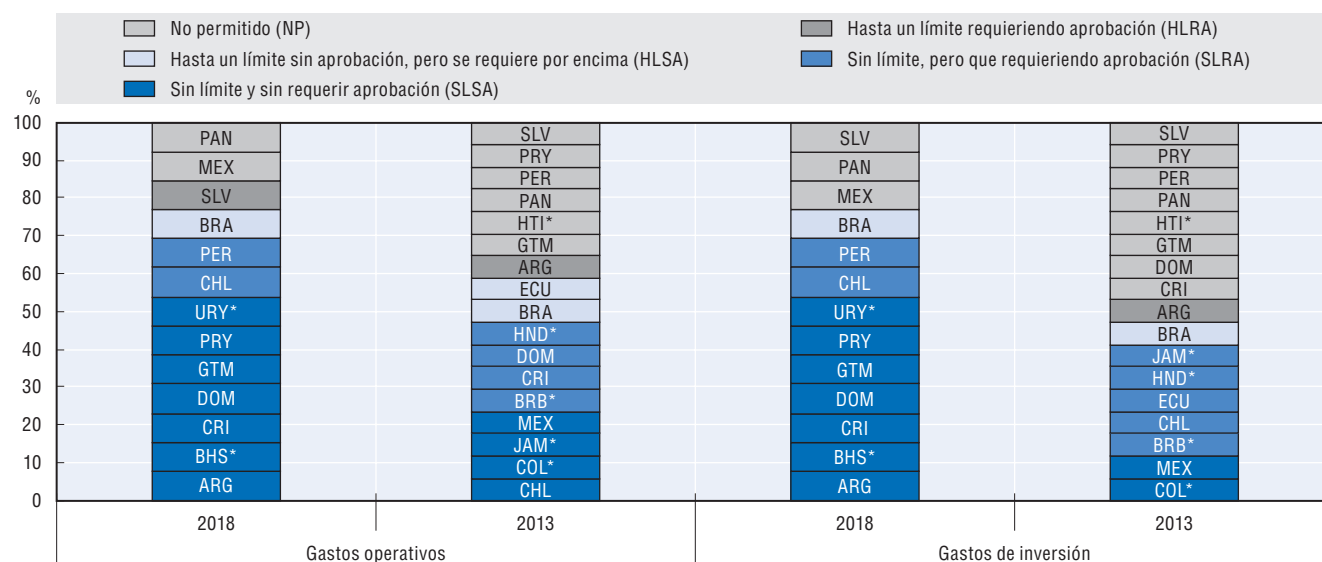 No permitido (NP)
Hasta un límite requieriendo aprobación (HLRA)
Hasta un límite sin aprobación, pero se requiere por encima (HLSA)
Sin límite, pero que requieriendo aprobación (SLRA)
Sin límite y sin requerir aprobación (SLSA)
%
100
90
80
70
60
50
40
30
20
10
0
PAN
MEX
SLV
BRA
PER
CHL
URY*
PRY
GTM
DOM
CRI
BHS*
ARG
SLV
PRY
PER
PAN
HTI*
GTM
ARG
ECU
BRA
HND*
DOM
CRI
BRB*
MEX
JAM*
COL*
CHL
SLV
PAN
MEX
BRA
PER
CHL
URY*
PRY
GTM
DOM
CRI
BHS*
ARG
SLV
PRY
PER
PAN
HTI*
GTM
DOM
CRI
ARG
BRA
JAM*
HND*
ECU
CHL
BRB*
MEX
COL*
2018
2013
2018
2013
Gastos operativos
Gastos de inversión